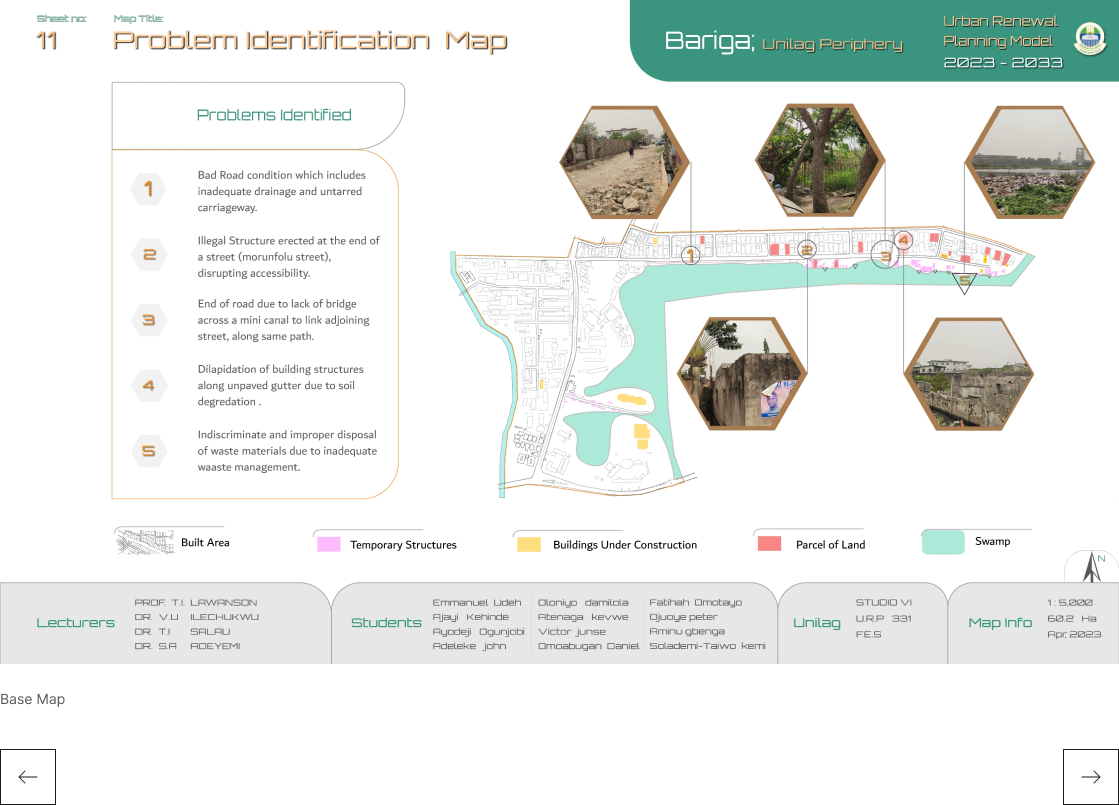 Sheet no:
Map Title:
11
Problem Identification Map
Bariga; Unilag Periphery
Urban Renewal
Planning Model
2023 - 2033
Problems Identified
1
Bad Road condition which includes
inadequate drainage and untarred
carriageway.
2
Illegal Structure erected at the end of
a street (morunfolu street),
disrupting accessibility.
3
End of road due to lack of bridge
across a mini canal to link adjoining
street, along same path.
4
Dilapidation of building structures
along unpaved gutter due to soil
degredation .
5
Indiscriminate and improper disposal
of waste materials due to inadequate
waaste management.
1
2
3
4
5
Built Area
Temporary Structures
Buildings Under Construction
Parcel of Land
Swamp
N
Lecturers
PROF. T.I. LAWANSON
DR. V.U ILECHUKWU
DR. T.I SALAU
DR. S.A ADEYEMI
Students
Emmanuel Udeh
Ajayi Kehinde
Ayodeji Ogunjobi
Adeleke john
Oloniyo damilola
Atenaga kevwe
Victor junse
Omoabugan Daniel
Fatihah Omotayo
Ojuoye peter
Aminu gbenga
Solademi-Taiwo kemi
Unilag
STUDIO VI
U.R.P 331
F.E.S
Map Info
1 : 5,000
60.2 Ha
Apr, 2023
Base Map